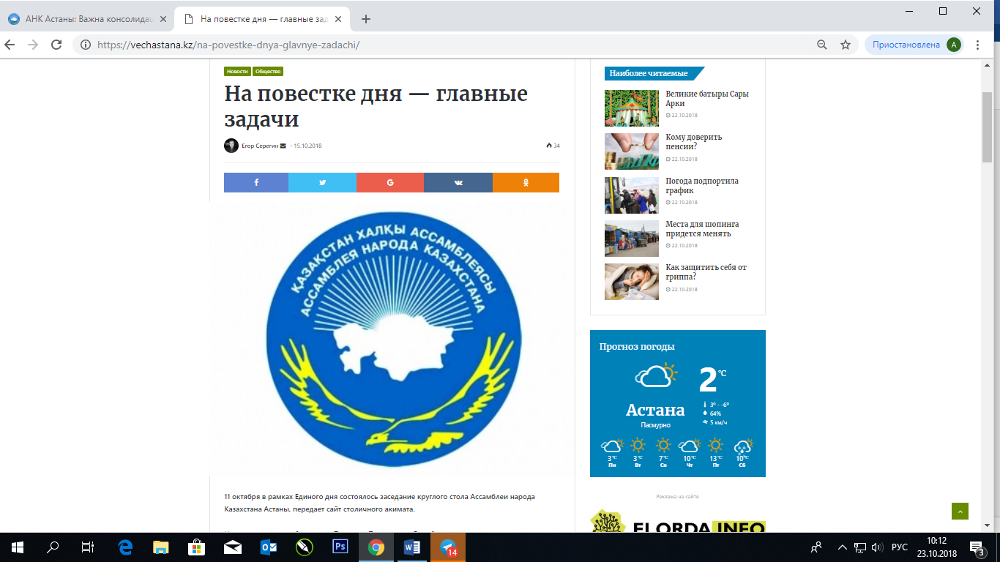 АНК Астаны: Важна консолидац
На повестке дня — главные зад
https://vechastana.kz/na-povestke-dnya-glavnye-zadachi/
Приостановлена
А
Новости
Общество
На повестке дня — главные
задачи
Егор Серегин
- 15.10.2018
34
ҚАЗАҚСТАН ХАЛҚЫ АССАМБЛЕЯСЫ
АССАМБЛЕЯ НАРОДА КАЗАХСТАНА
11 октября в рамках Единого дня состоялось заседание круглого стола Ассамблеи народа
Казахстана Астаны, передает сайт столичного акимата.
Наиболее читаемые
Великие батыры Сары
Арки
22.10.2018
Кому доверить
пенсии?
22.10.2018
Погода подпортила
график
22.10.2018
Места для шопинга
придется менять
22.10.2018
Как защитить себя от
гриппа?
22.10.2018
Прогноз погоды
2 °C
Астана
Пасмурно
3º - -6º
64%
5 км/ч
3 °C 3 °C 7 °C 10 °C 13 °C 10 °C
Пн Вт Со Чт Пт Сб
Реклама на сайте
ELORDA INFO
Ps
14
РУС
10:12
23.10.2018
3